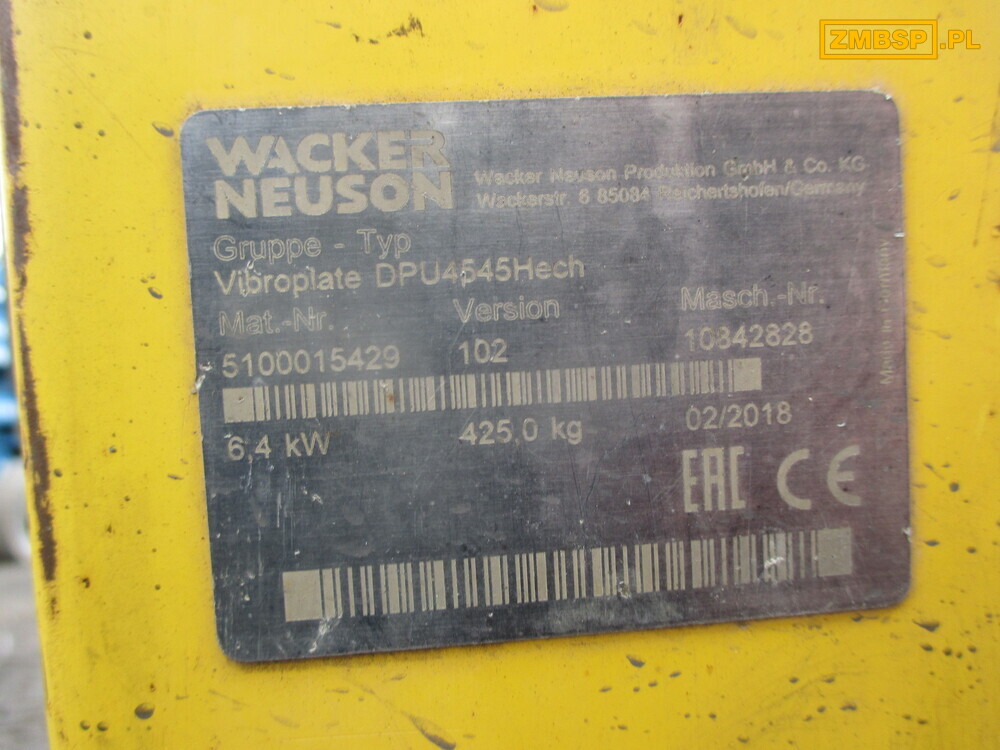 ZMBSP.PL
WACKER
NEUSON
Wacker Neuson Produktion GmbH & Co. KG
Wackerstr. 6 85084 Reichertshofen/Germany
Gruppe - Typ
Vibroplate DPU4545Hech
Mat.-Nr. Version Masch.-Nr.
5100015429 102 10842828
6,4 kW 425,0 kg 02/2018
EAC CE
Made in Germany